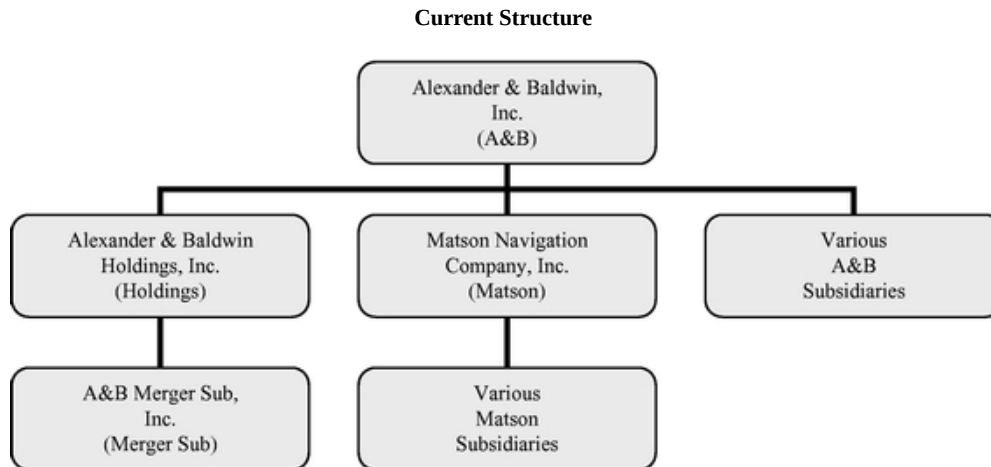 Current Structure
Alexander & Baldwin,
Inc.
(A&B)
Alexander & Baldwin
Holdings, Inc.
(Holdings)
Matson Navigation
Company, Inc.
(Matson)
Various
A&B
Subsidiaries
A&B Merger Sub,
Inc.
(Merger Sub)
Various
Matson
Subsidiaries